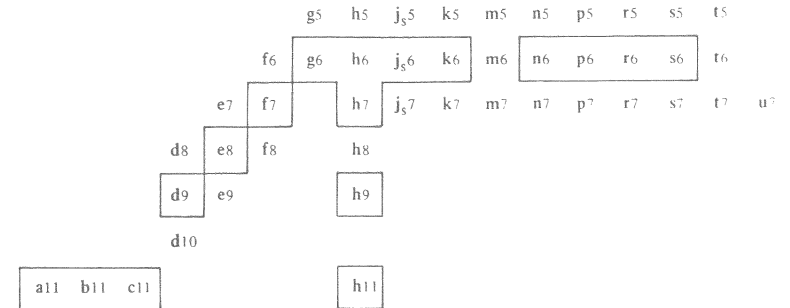 g5 h5 jₛ5 k5 m5 n5 p5 r5 s5 t5
f6 g6 h6 jₛ6 k6 m6 n6 p6 r6 s6 t6
e7 f7 h7 jₛ7 k7 m7 n7 p7 r7 s7 t7 u7
d8 e8 f8 h8
d9 e9 h9
d10
a11 b11 c11 h11